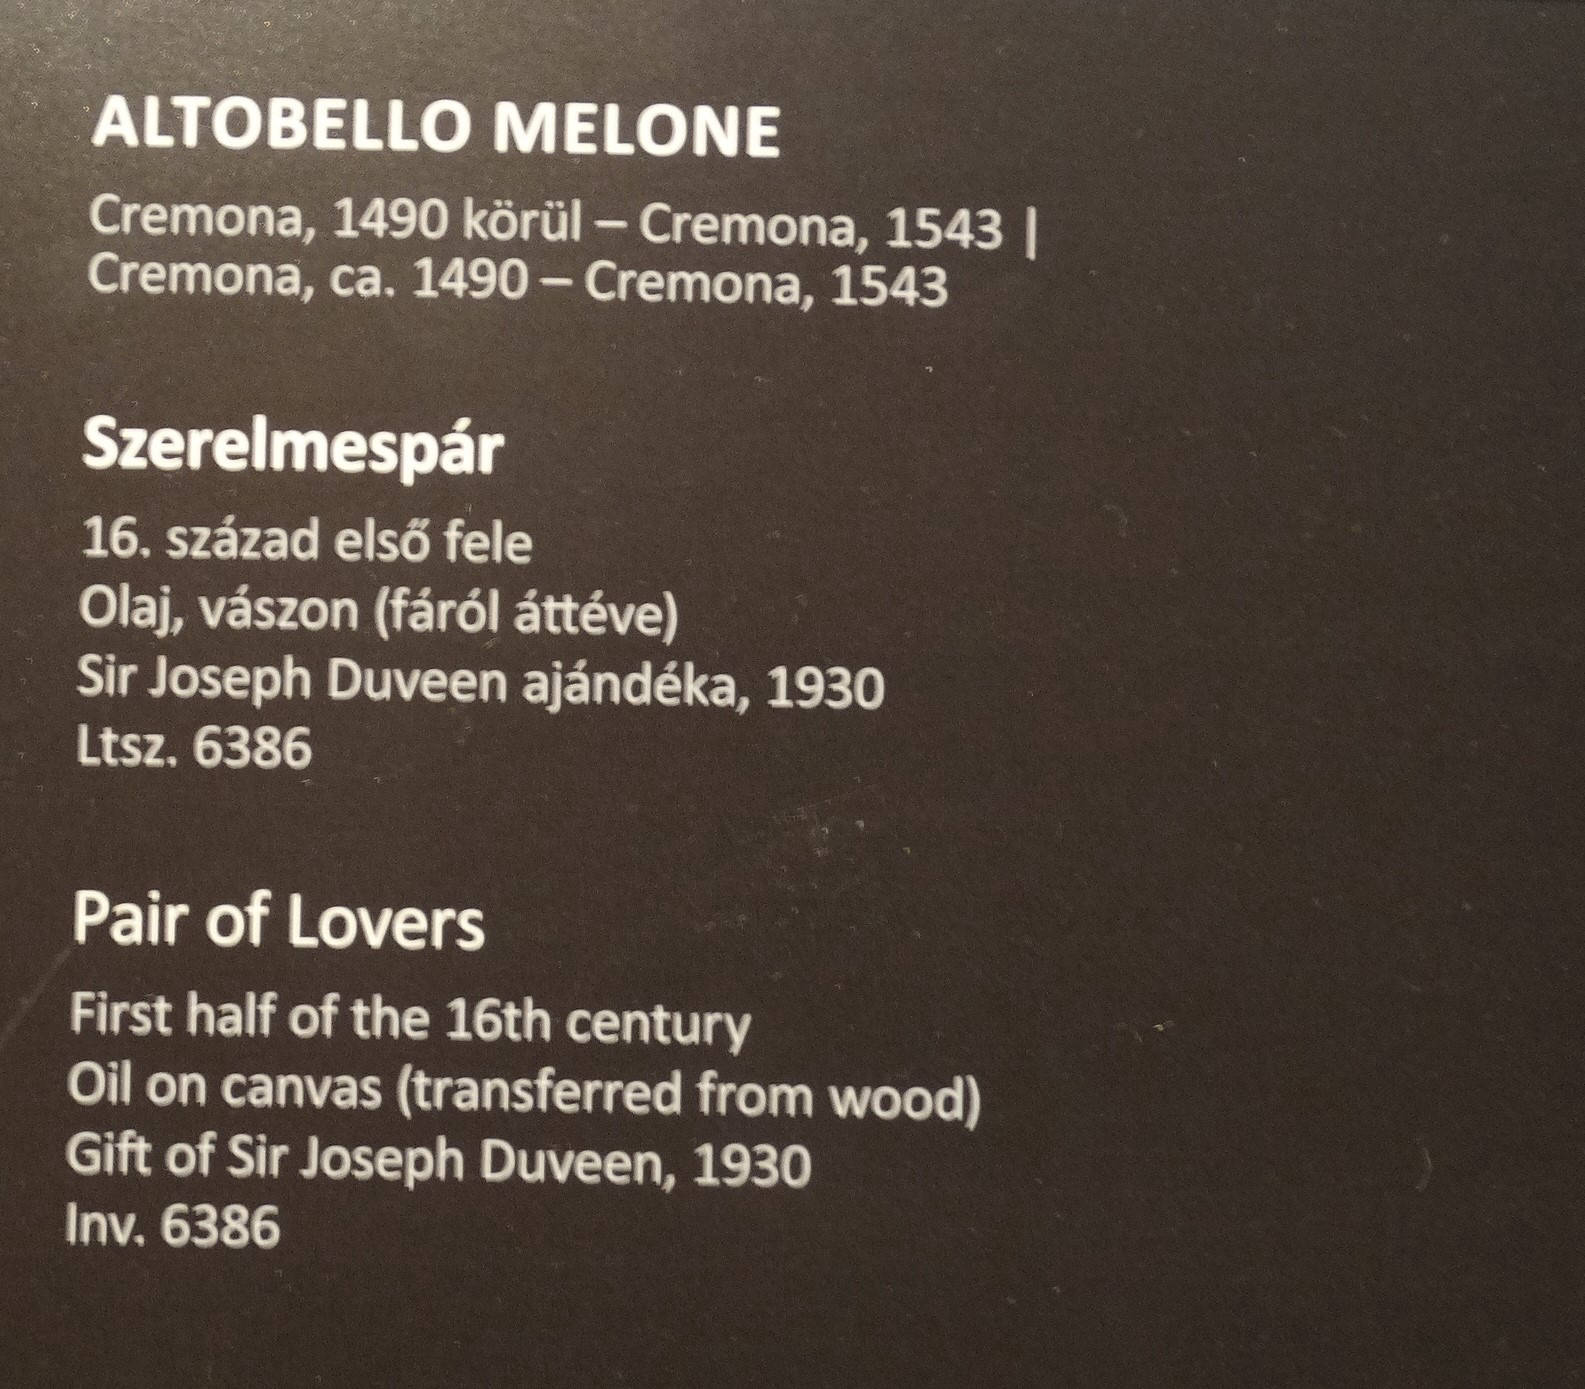 ALTOBELLO MELONE
Cremona, 1490 körül – Cremona, 1543 |
Cremona, ca. 1490 – Cremona, 1543
Szerelmespár
16. század első fele
Olaj, vászon (fáról áttéve)
Sir Joseph Duveen ajándéka, 1930
Ltsz. 6386
Pair of Lovers
First half of the 16th century
Oil on canvas (transferred from wood)
Gift of Sir Joseph Duveen, 1930
Inv. 6386